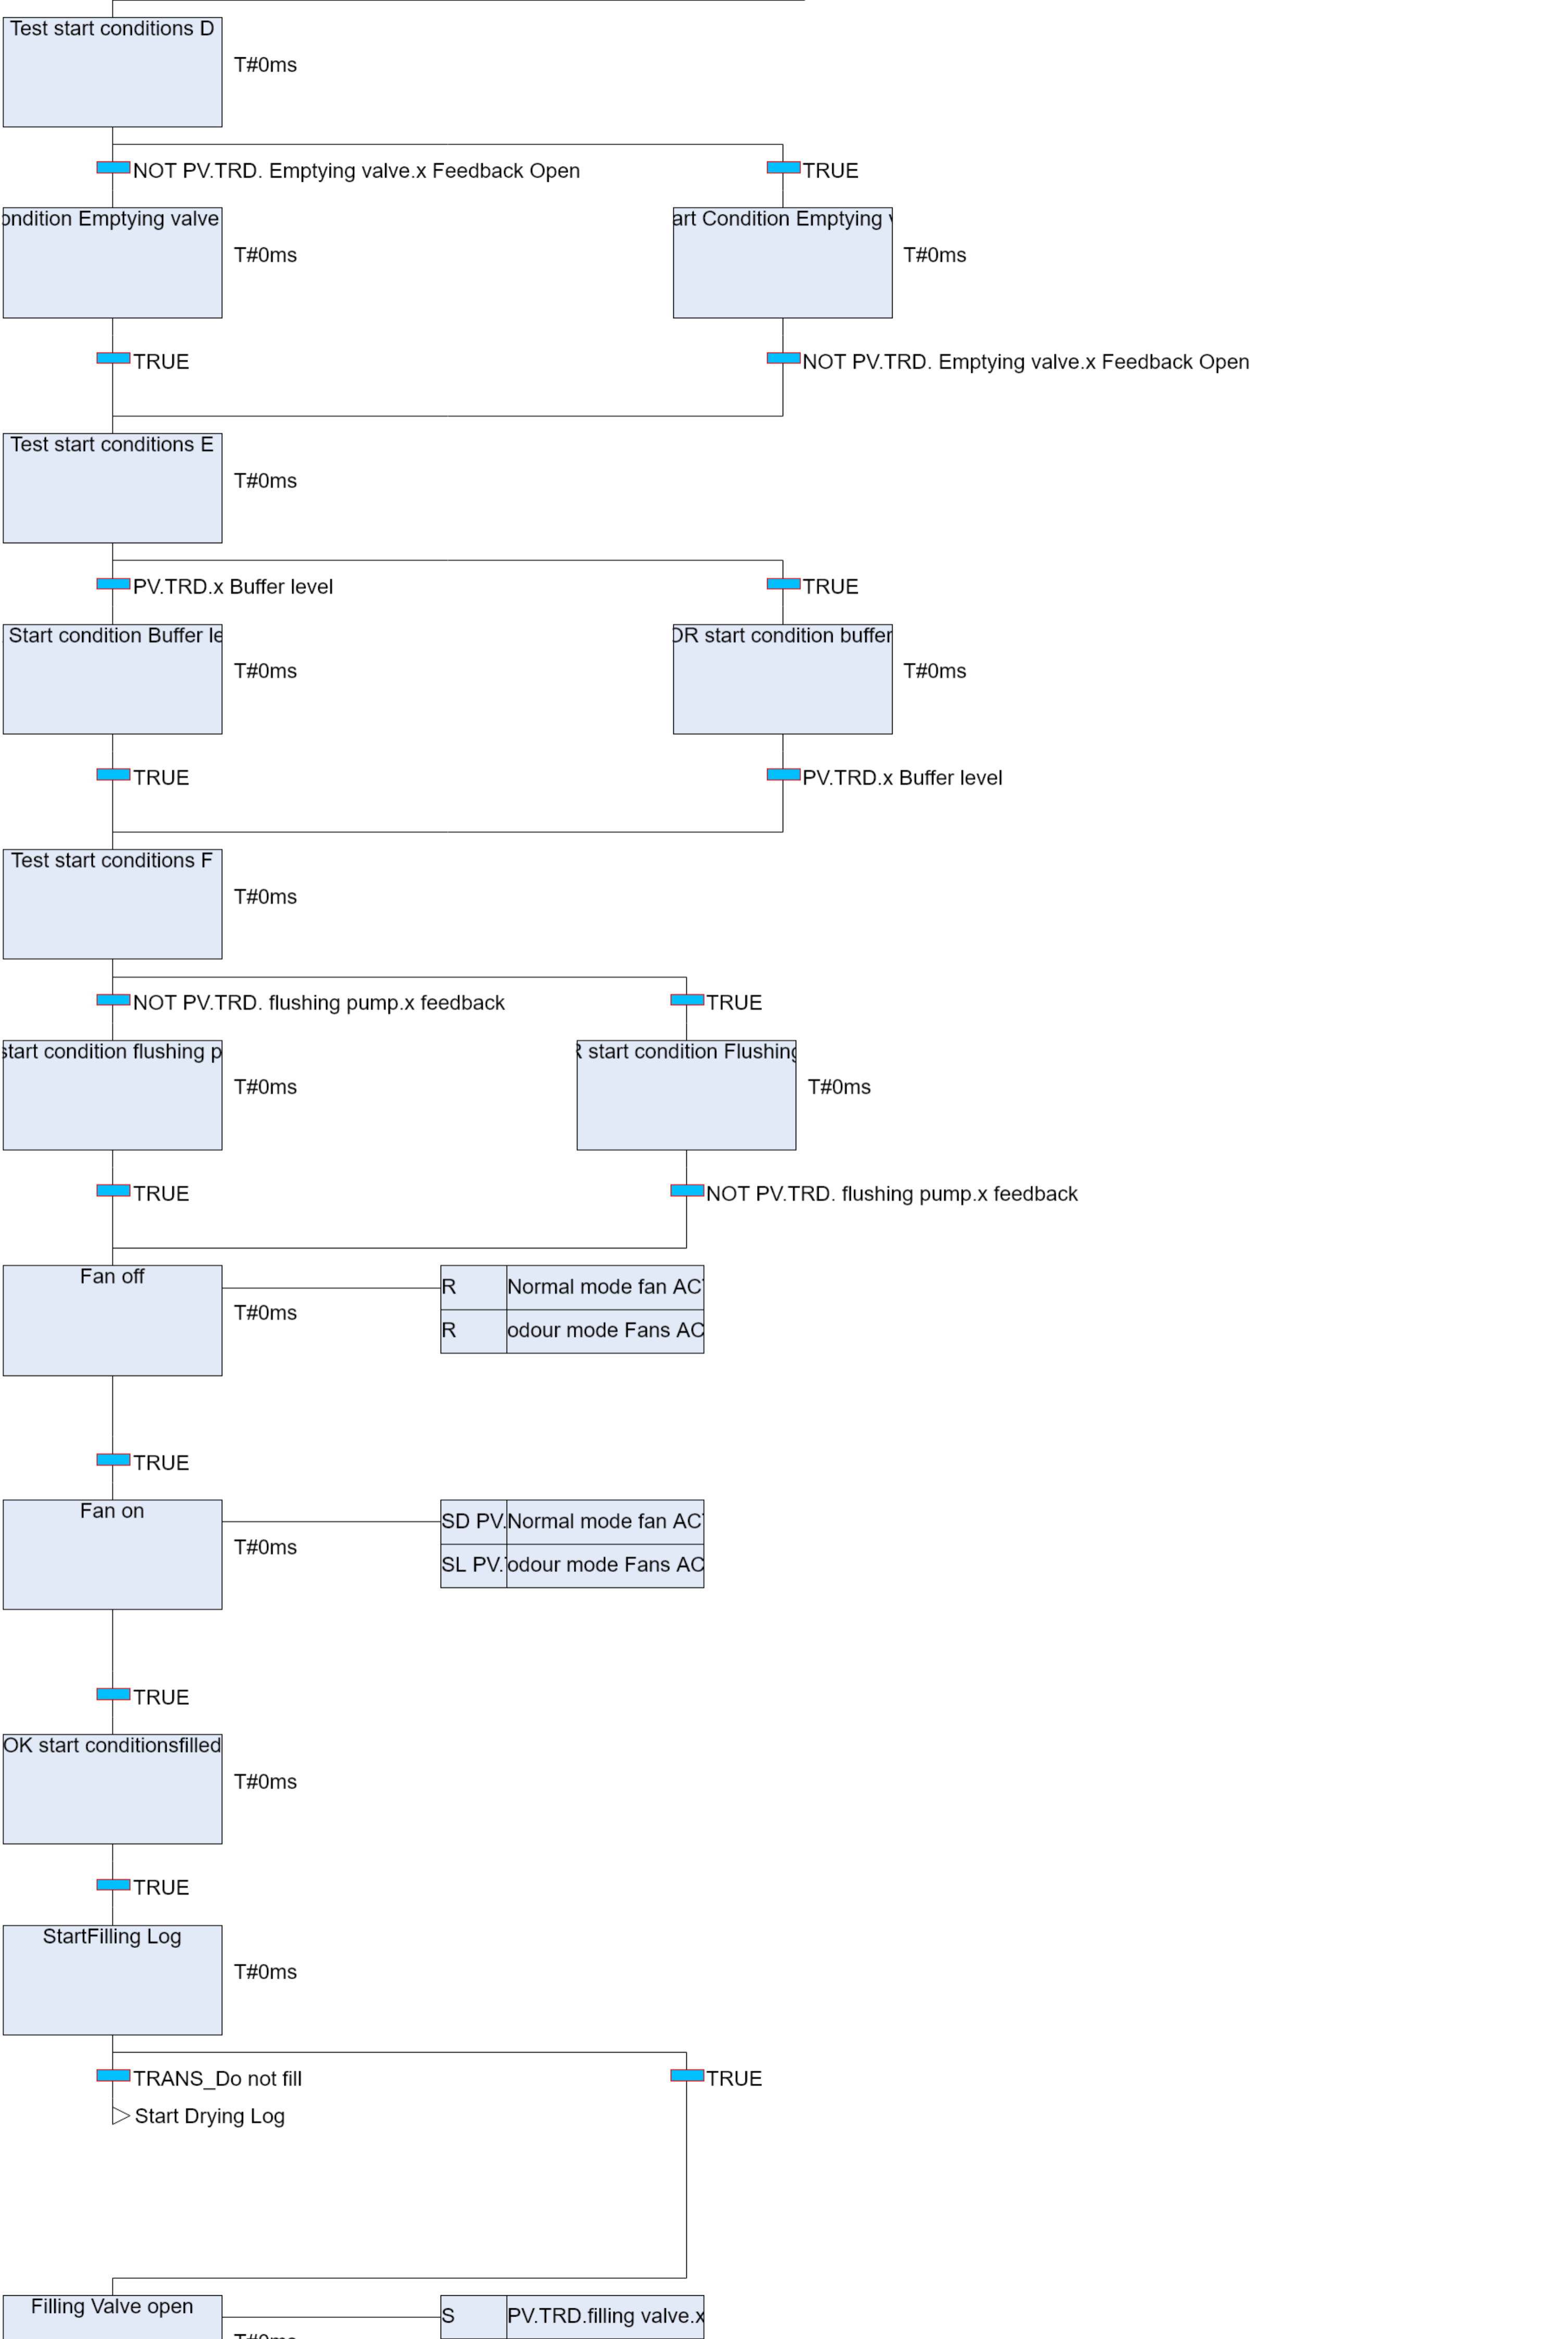 Test start conditions D
T#0ms
NOT PV.TRD. Emptying valve.x Feedback Open
TRUE
ondition Emptying valve
T#0ms
art Condition Emptying
T#0ms
TRUE
NOT PV.TRD. Emptying valve.x Feedback Open
Test start conditions E
T#0ms
PV.TRD.x Buffer level
TRUE
Start condition Buffer le
T#0ms
OR start condition buffer
T#0ms
TRUE
PV.TRD.x Buffer level
Test start conditions F
T#0ms
NOT PV.TRD. flushing pump.x feedback
TRUE
start condition flushing p
T#0ms
R start condition Flushing
T#0ms
TRUE
NOT PV.TRD. flushing pump.x feedback
Fan off
T#0ms
R
Normal mode fan AC
R
odour mode Fans AC
TRUE
Fan on
T#0ms
SD PV.
Normal mode fan AC
SL PV.
odour mode Fans AC
TRUE
OK start conditionsfilled
T#0ms
TRUE
StartFilling Log
T#0ms
TRANS_Do not fill
TRUE
Start Drying Log
Filling Valve open
S
PV.TRD.filling valve.x
T#0ms